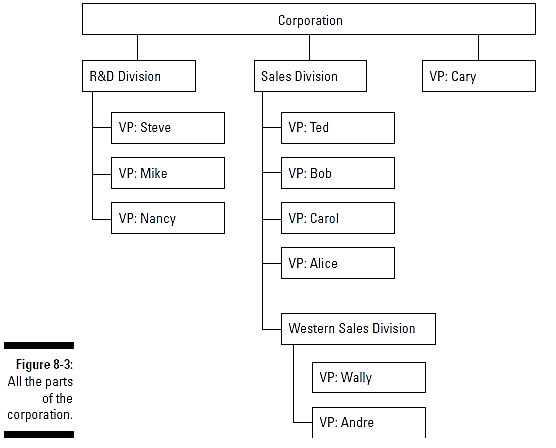 Corporation
R&D Division
Sales Division
VP: Cary
VP: Steve
VP: Mike
VP: Nancy
VP: Ted
VP: Bob
VP: Carol
VP: Alice
Western Sales Division
VP: Wally
VP: Andre
Figure 8-3:
All the parts
of the
corporation.